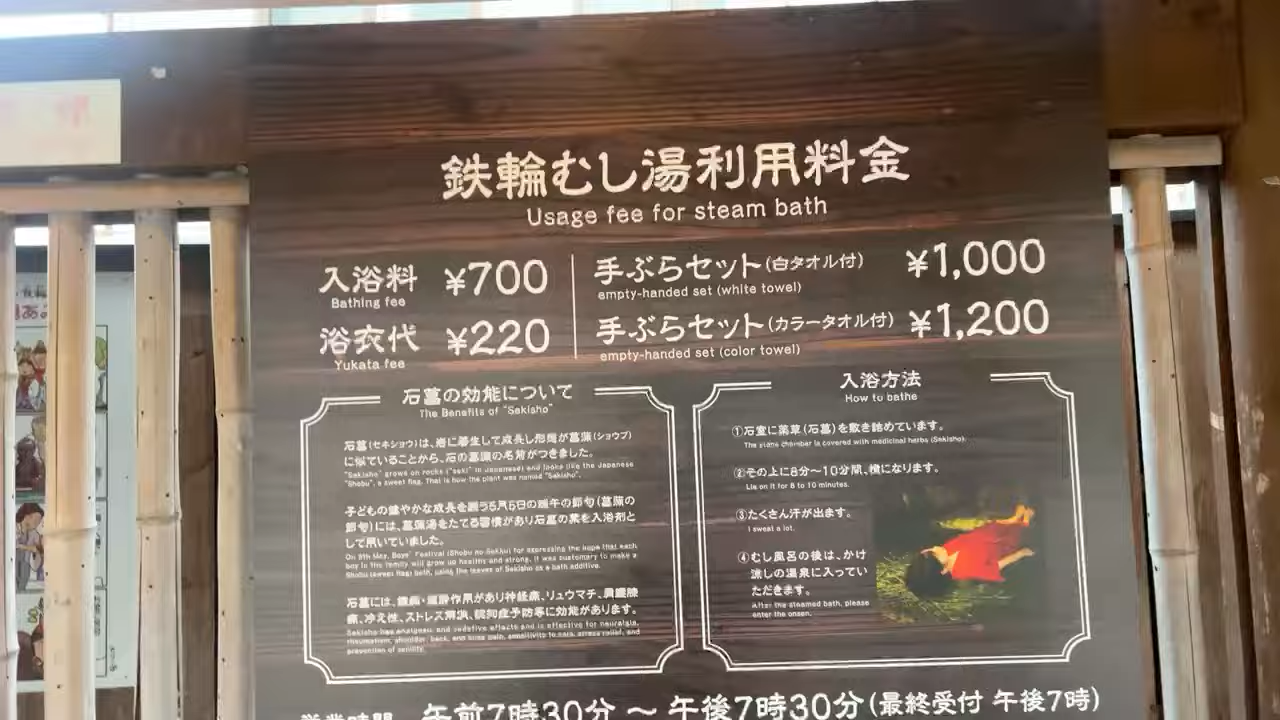 鉄輪むし湯利用料金
Usage fee for steam bath
入浴料 ¥700
Bathing fee
浴衣代 ¥220
Yukata fee
手ぶらセット(白タオル付) ¥1,000
empty-handed set (white towel)
手ぶらセット(カラータオル付) ¥1,200
empty-handed set (color towel)
石菖の効能について
The Benefits of "Sekisho"
石菖(セキショウ)は、岩に着生して成長し形態が菖蒲(ショウブ)
に似ていることから、石の菖蒲の名前がつきました。
"Sekisho" grows on rocks ("seki" in Japanese) and looks like the Japanese
"Shobu", a sweet flag. That is how the plant was named "Sekisho".
子どもの健やかな成長を願う5月5日の端午の節句(菖蒲の
節句)には、菖蒲湯をたてる習慣があり石菖の葉を入浴剤と
して用いていました。
On 5th May, Boys' Festival (Shobu no Sekku) for expressing the hope that each
boy in the family will grow up healthy and strong, it was customary to make a
Shobu (sweet flag) bath, using the leaves of Sekisho as a bath additive.
石菖には、鎮痛・鎮静作用があり神経痛、リュウマチ、肩腰膝
痛、冷え性、ストレス解消、認知症予防等に効能があります。
Sekisho has analgesic and sedative effects and is effective for neuralgia,
rheumatism, shoulder, back, and knee pain, sensitivity to cold, stress relief, and
prevention of senility.
入浴方法
How to bathe
①石室に薬草(石菖)を敷き詰めています。
The stone chamber is covered with medicinal herbs (Sekisho).
②その上に8分～10分間、横になります。
Lie on it for 8 to 10 minutes.
③たくさん汗が出ます。
I sweat a lot.
④むし風呂の後は、かけ
流しの温泉に入ってい
ただきます。
After the steamed bath, please
enter the onsen.
営業時間 午前7時30分 ～ 午後7時30分(最終受付 午後7時)